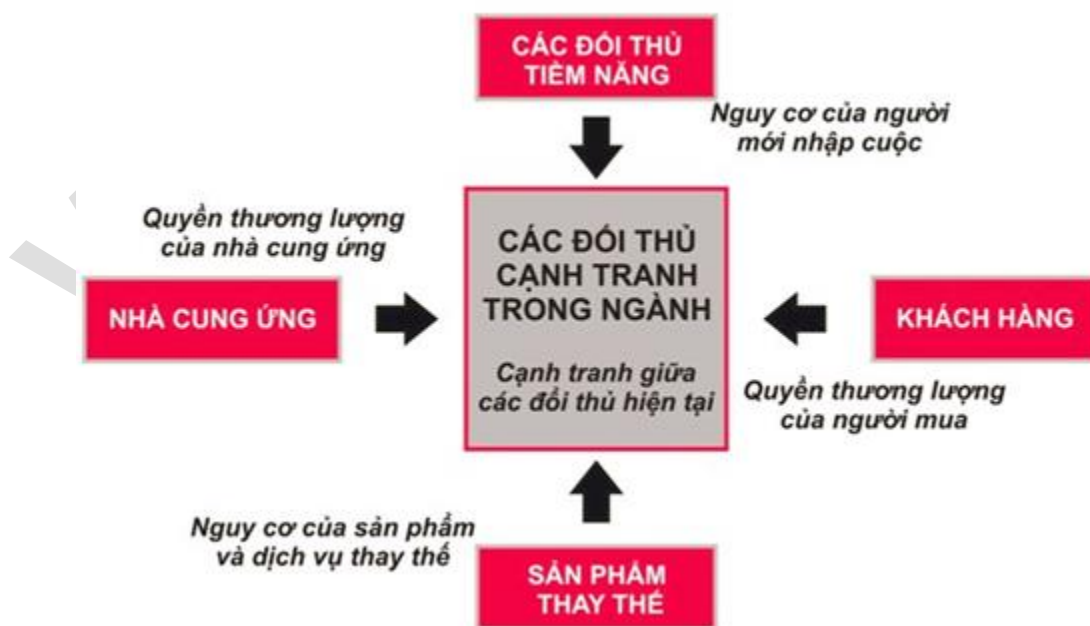 CÁC ĐỐI THỦ
TIỀM NĂNG
Nguy cơ của người
mới nhập cuộc
Quyền thương lượng
của nhà cung ứng
NHÀ CUNG ỨNG
CÁC ĐỐI THỦ
CẠNH TRANH
TRONG NGÀNH
Cạnh tranh giữa
các đối thủ hiện tại
KHÁCH HÀNG
Quyền thương lượng
của người mua
Nguy cơ của sản phẩm
và dịch vụ thay thế
SẢN PHẨM
THAY THẾ